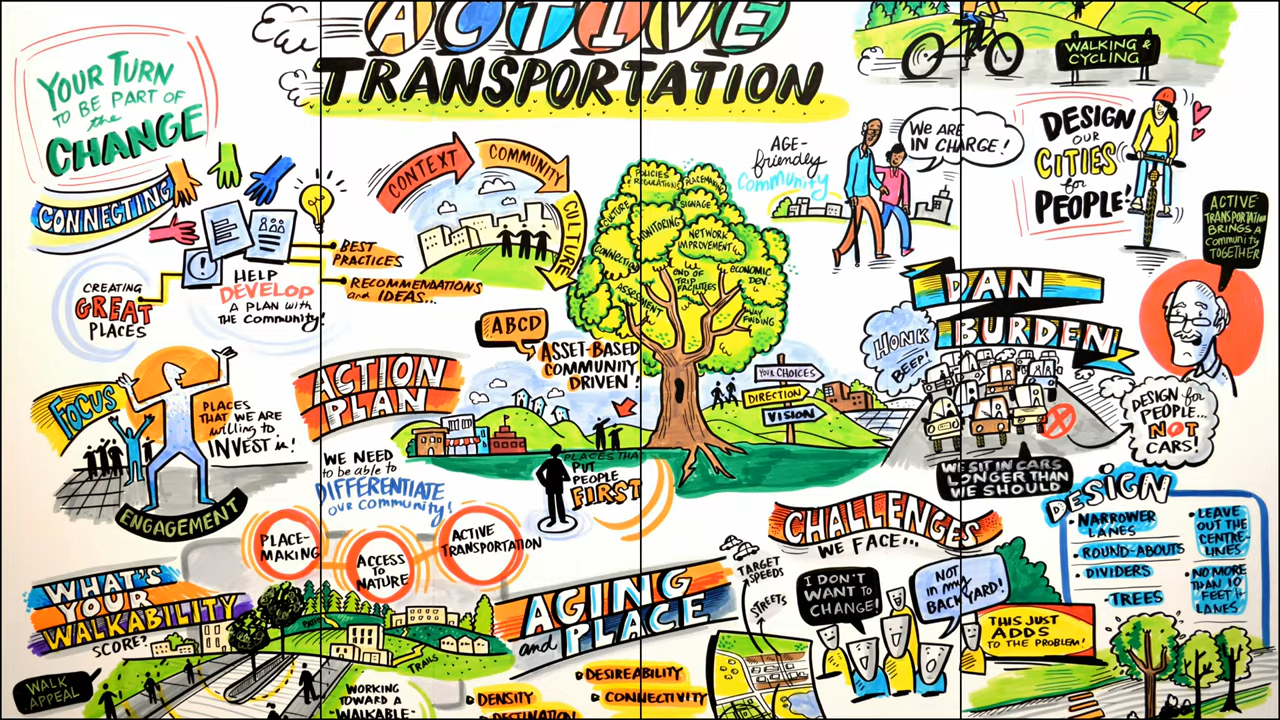 ACTIVE
TRANSPORTATION
YOUR TURN
TO BE PART OF
the
CHANGE
CONNECTING
BEST
PRACTICES
RECOMMENDATIONS
and IDEAS...
CREATING
GREAT
PLACES
HELP
DEVELOP
A PLAN with
THE Community!
CONTEXT
COMMUNITY
CULTURE
POLICIES
REGULATIONS
PLACEMAKING
CULTURE
SIGNAGE
MONITORING
NETWORK
IMPROVEMENT
CONNECTION
END OF
TRIP
FACILITIES
ECONOMIC
DEV.
ASSESSMENT
WAY
FINDING
AGE-
friendly
Community
WE ARE
IN CHARGE!
WALKING &
CYCLING
DESIGN
OUR
CITIES
for
PEOPLE!
ACTIVE
TRANSPORTATION
BRINGS A
Community
TOGETHER
DAN
BURDEN
HONK
BEEP!
DESIGN for
PEOPLE...
NOT
CARS!
WE SIT IN CARS
LONGER THAN
WE SHOULD
FOCUS
PLACES
THAT WE ARE
willing to
INVEST in!
ENGAGEMENT
ACTION
PLAN
ABCD
ASSET-BASED
COMMUNITY
DRIVEN!
YOUR CHOICES
DIRECTION
VISION
WE NEED
to be able to
DIFFERENTIATE
OUR Community!
PLACES THAT
PUT
PEOPLE
FIRST
PLACE-
MAKING
ACCESS
TO
NATURE
ACTIVE
TRANSPORTATION
WHAT'S
YOUR
WALKABILITY
SCORE?
WALK
APPEAL
PATH
TRAILS
WORKING
TOWARD A
"WALKABLE-
AGING
and PLACE
DESIREABILITY
DENSITY
CONNECTIVITY
DESTINATION
CHALLENGES
WE FACE...
TARGET
SPEEDS
STREETS
I DON'T
WANT TO
CHANGE!
NOT
in my
BACK YARD!
THIS JUST
ADDS
TO THE PROBLEM!
DESIGN
• NARROWER
LANES
• ROUND-ABOUTS
• DIVIDERS
• TREES
• LEAVE
OUT THE
CENTRE-
LINES
• NO MORE
THAN 10
FEET
LANES